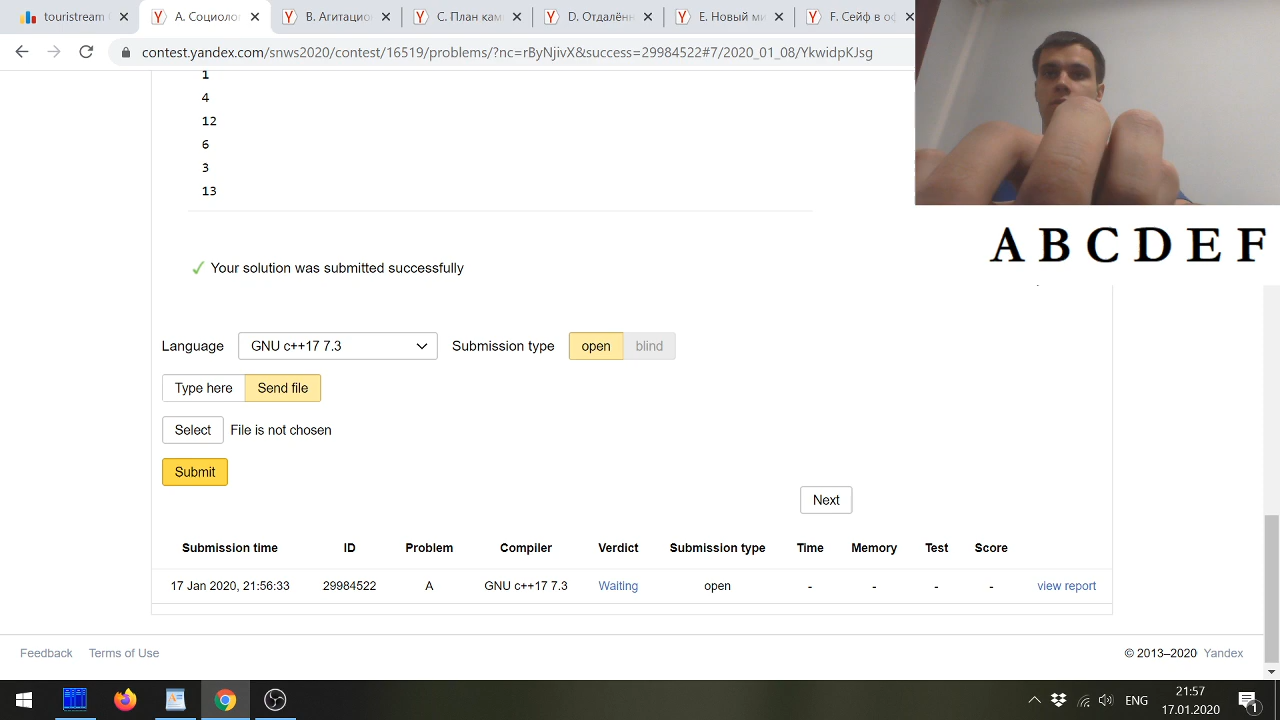 touristream
А. Социолог
В. Агитацио
С. План кам
D. Отдалённ
Е. Новый ми
F. Сейф в оф
contest.yandex.com/snws2020/contest/16519/problems/?nc=rByNjivX&success=29984522#7/2020_01_08/YkwidpKJsg
1
4
12
6
3
13
A B C D E F
Your solution was submitted successfully
Language GNU c++17 7.3 Submission type open blind
Type here Send file
Select File is not chosen
Submit
Next
Submission time ID Problem Compiler Verdict Submission type Time Memory Test Score
17 Jan 2020, 21:56:33 29984522 A GNU c++17 7.3 Waiting open - - - - view report
Feedback Terms of Use © 2013–2020 Yandex
ENG 21:57
17.01.2020
1